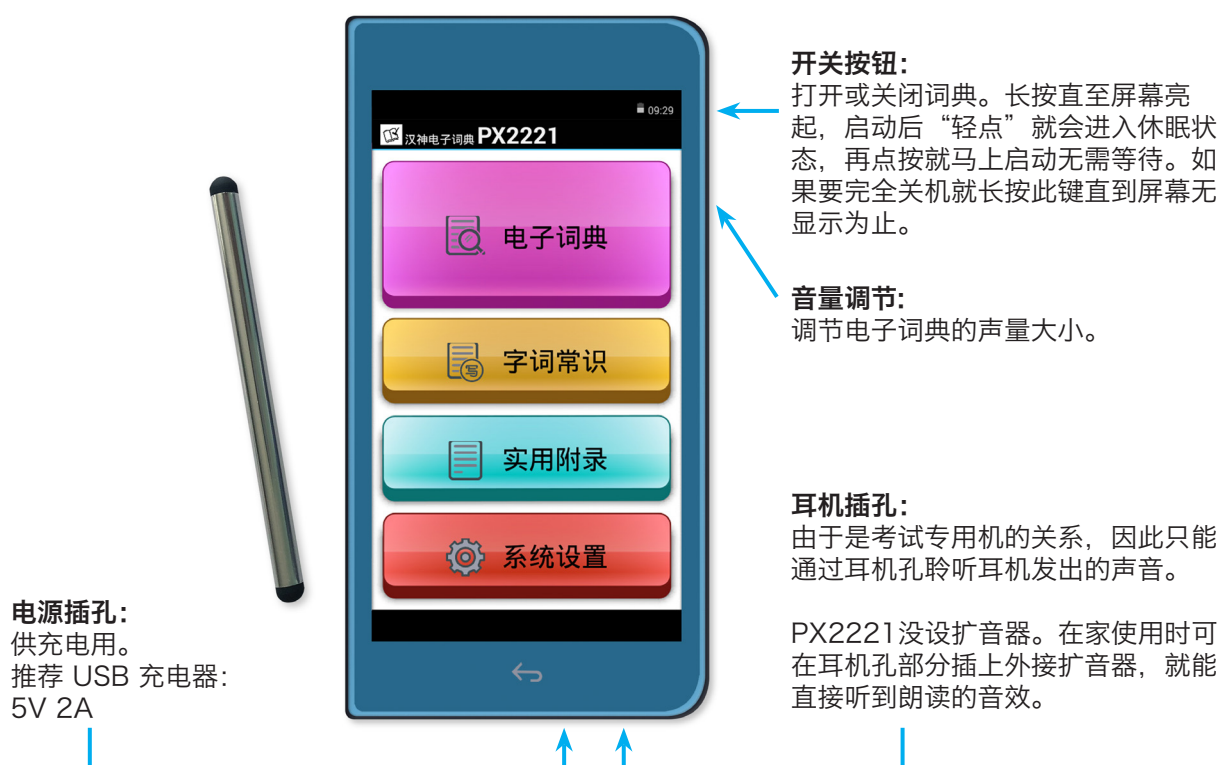 09:29
汉神电子词典 PX2221
电子词典
字词常识
写
实用附录
系统设置
开关按钮：
打开或关闭词典。长按直至屏幕亮
起，启动后“轻点”就会进入休眠状
态，再点按就马上启动无需等待。如
果要完全关机就长按此键直到屏幕无
显示为止。
音量调节:
调节电子词典的声量大小。
耳机插孔：
由于是考试专用机的关系，因此只能
通过耳机孔聆听耳机发出的声音。
PX2221没设扩音器。在家使用时可
在耳机孔部分插上外接扩音器，就能
直接听到朗读的音效。
电源插孔：
供充电用。
推荐 USB 充电器：
5V 2A